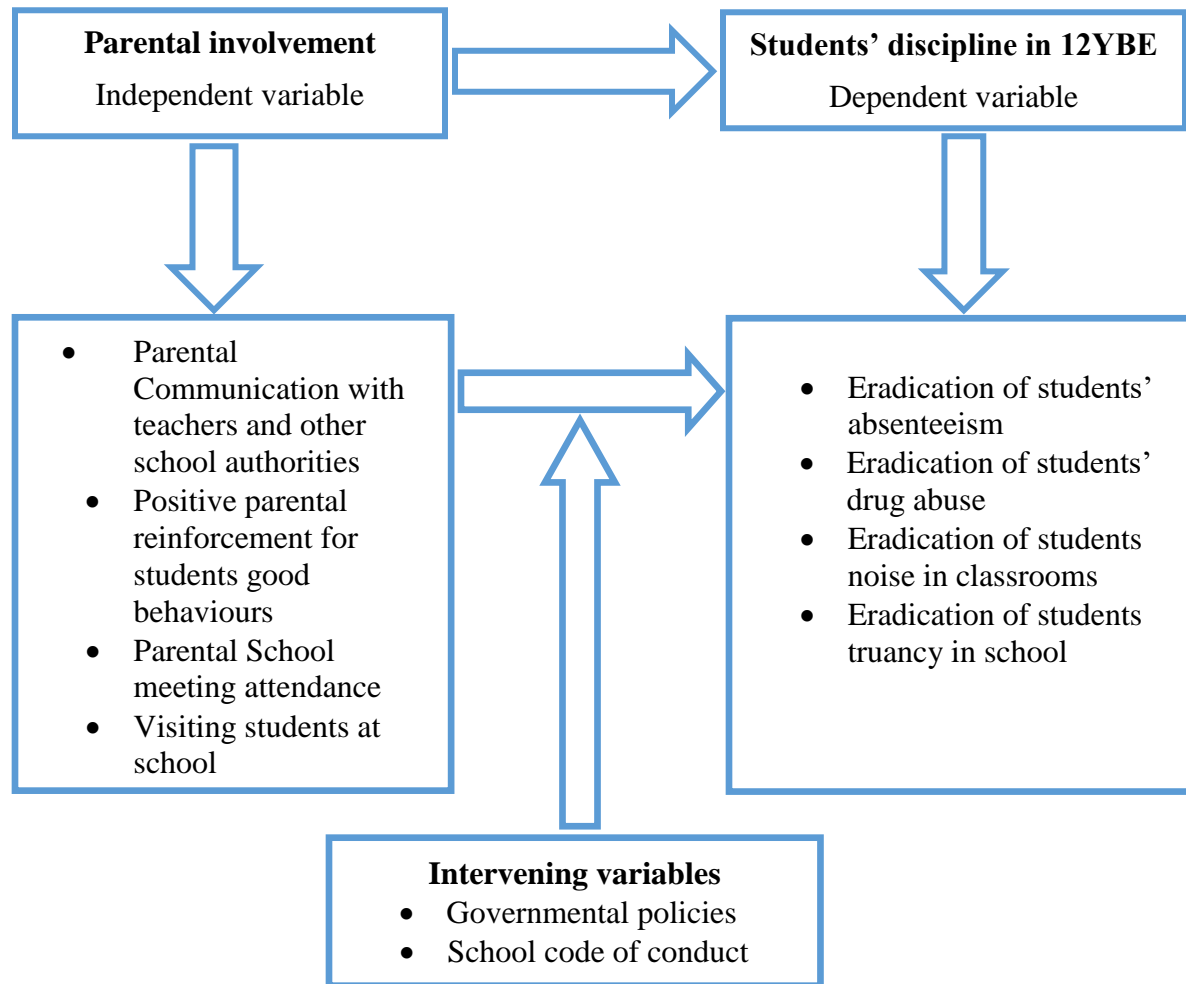 Parental involvement
Independent variable
Students’ discipline in 12YBE
Dependent variable
• Parental
Communication with
teachers and other
school authorities
• Positive parental
reinforcement for
students good
behaviours
• Parental School
meeting attendance
• Visiting students at
school
• Eradication of students’
absenteeism
• Eradication of students’
drug abuse
• Eradication of students
noise in classrooms
• Eradication of students
truancy in school
Intervening variables
• Governmental policies
• School code of conduct